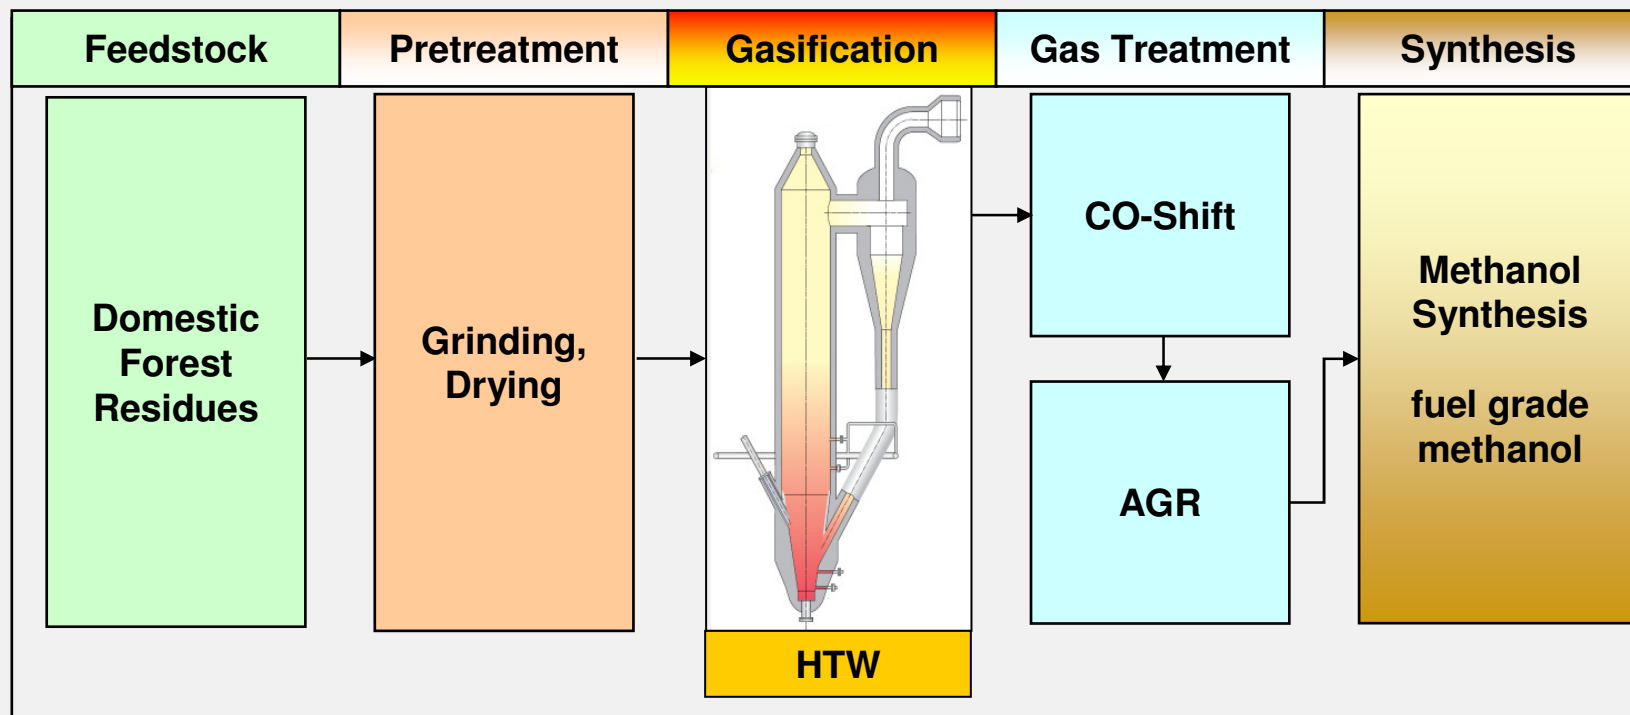 Feedstock
Pretreatment
Gasification
Gas Treatment
Synthesis
Domestic
Forest
Residues
Grinding,
Drying
HTW
CO-Shift
AGR
Methanol
Synthesis
fuel grade
methanol